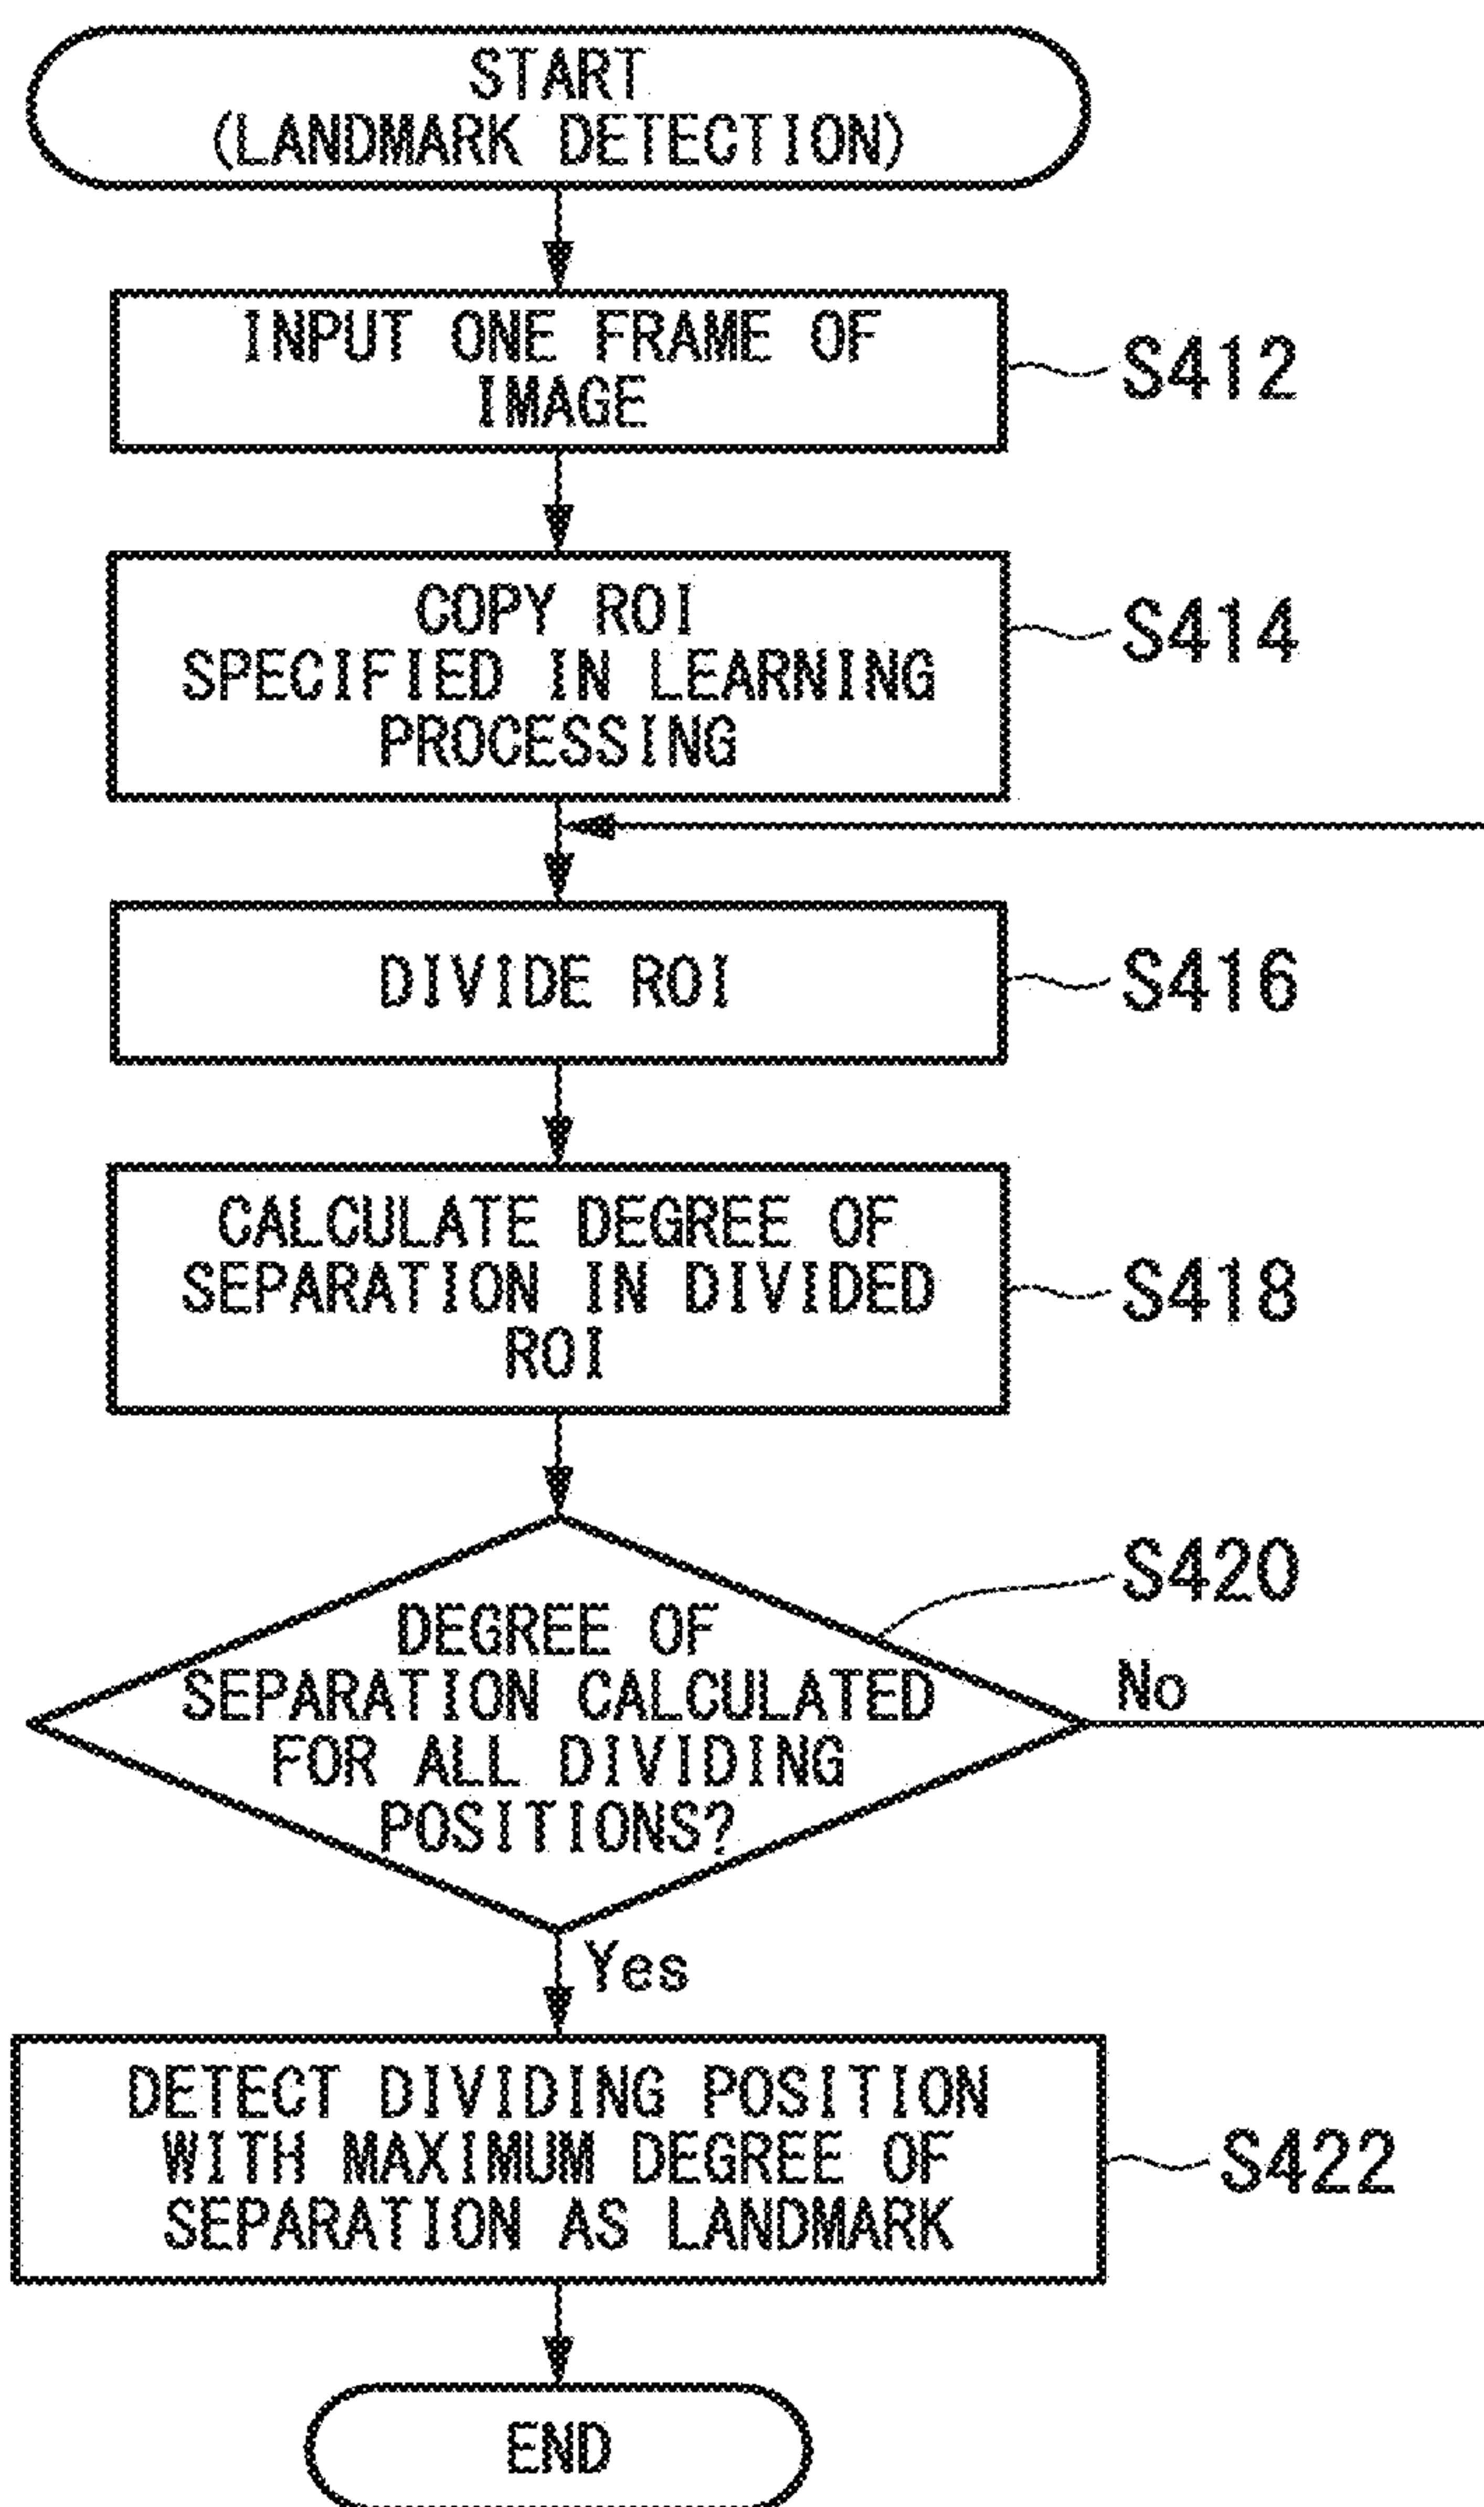 START
(LANDMARK DETECTION)
INPUT ONE FRAME OF
IMAGE
S412
COPY ROI
SPECIFIED IN LEARNING
PROCESSING
S414
DIVIDE ROI
S416
CALCULATE DEGREE OF
SEPARATION IN DIVIDED
ROI
S418
DEGREE OF
SEPARATION CALCULATED
FOR ALL DIVIDING
POSITIONS?
S420
No
Yes
DETECT DIVIDING POSITION
WITH MAXIMUM DEGREE OF
SEPARATION AS LANDMARK
S422
END